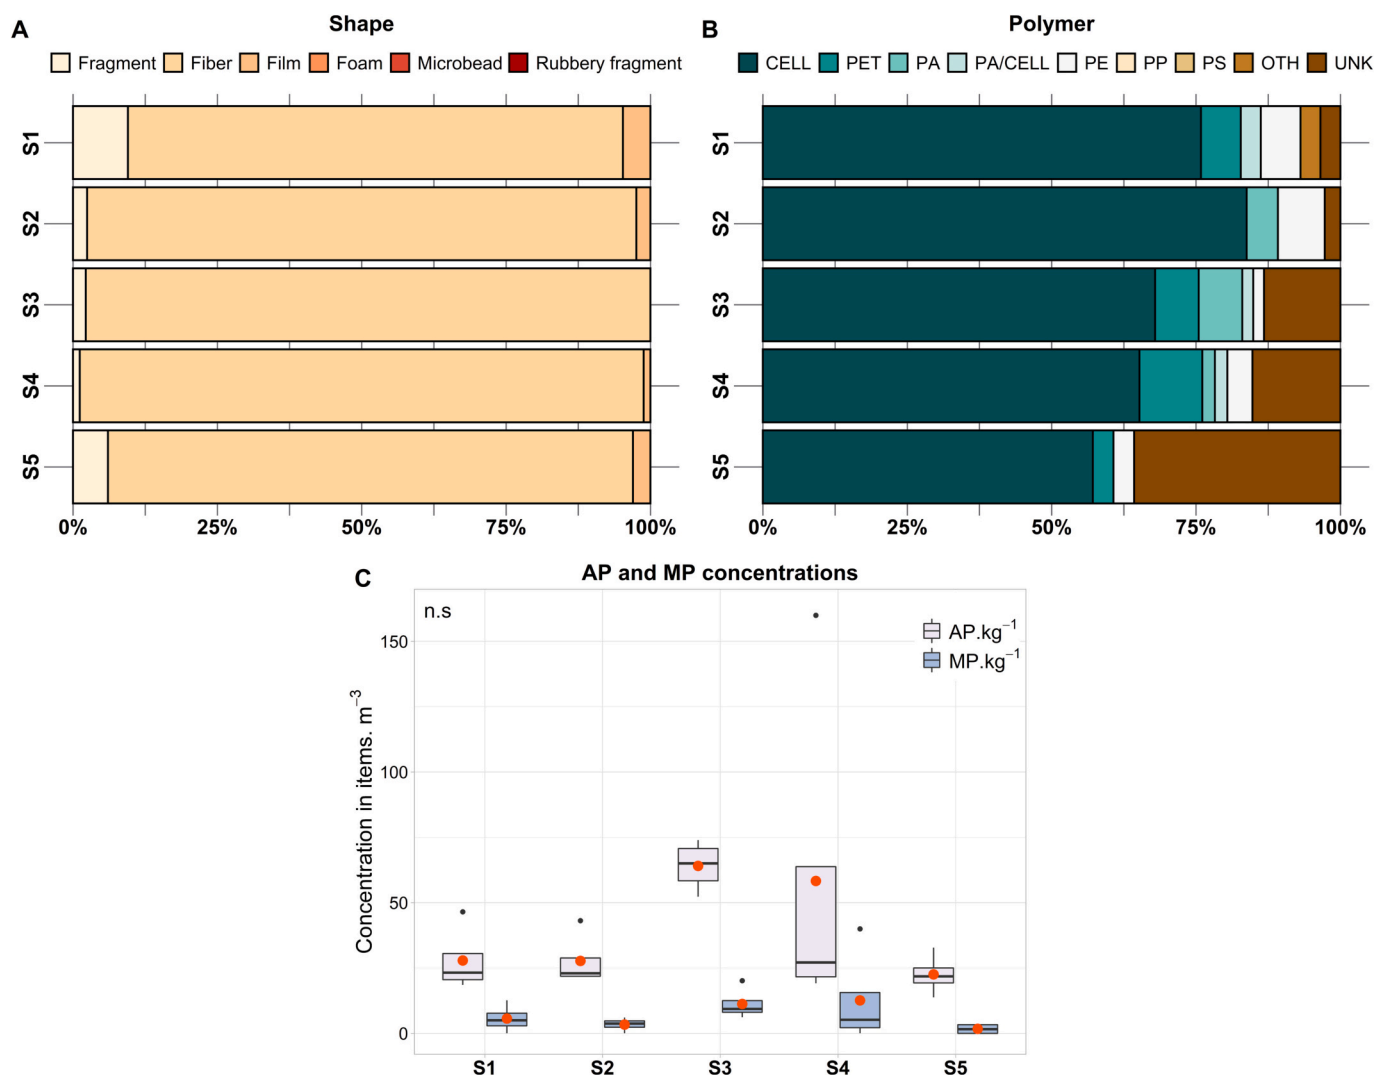 A
Shape
Fragment Fiber Film Foam Microbead Rubbery fragment
S1
S2
S3
S4
S5
0% 25% 50% 75% 100%
B
Polymer
CELL PET PA PA/CELL PE PP PS OTH UNK
S1
S2
S3
S4
S5
0% 25% 50% 75% 100%
C
AP and MP concentrations
n.s
AP.kg⁻¹
MP.kg⁻¹
Concentration in items. m⁻³
150
100
50
0
S1 S2 S3 S4 S5